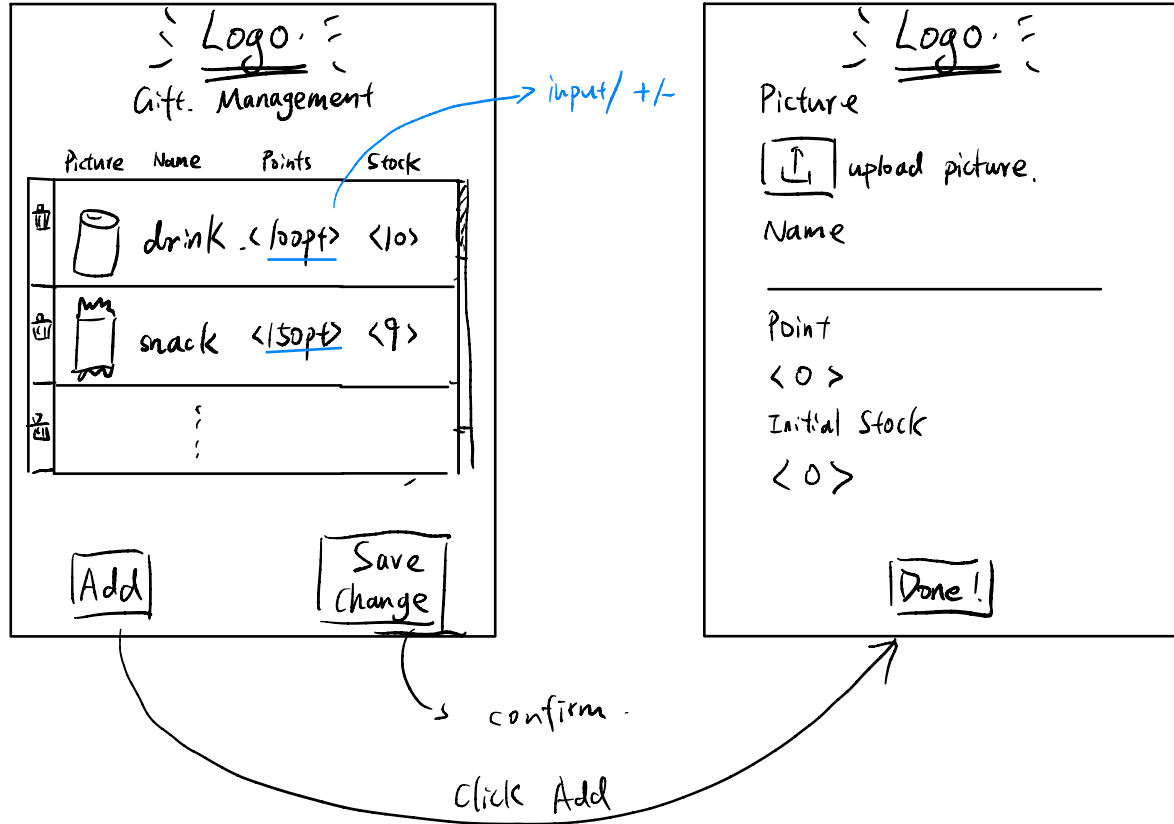 Logo.
Gift. Management
input/ +/-
Picture Name Points Stock
drink <100pt> <10>
snack <150pt> <9>
Add
Save
Change
confirm.
Click Add
Logo.
Picture
upload picture.
Name
Point
<0>
Initial Stock
<0>
Done!